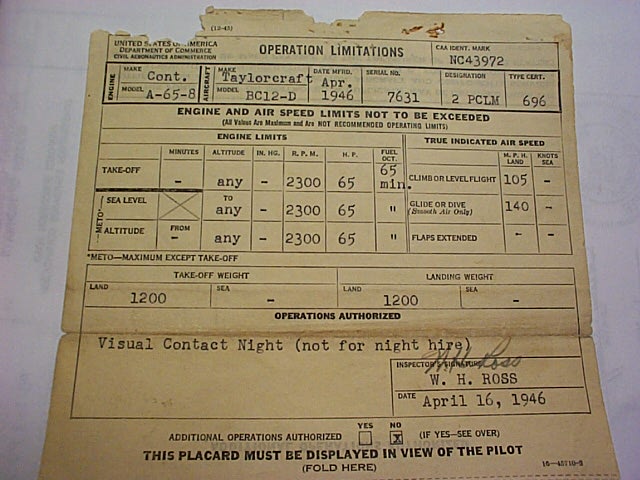 (12-45)
UNITED STATES OF AMERICA
DEPARTMENT OF COMMERCE
CIVIL AERONAUTICS ADMINISTRATION
OPERATION LIMITATIONS
CAA IDENT. MARK
NC43972
ENGINE
MAKE
Cont.
MODEL
A-65-8
AIRCRAFT
MAKE
Taylorcraft
MODEL
BC12-D
DATE MFRD.
Apr.
1946
SERIAL NO.
7631
DESIGNATION
2 PCLM
TYPE CERT.
696
ENGINE AND AIR SPEED LIMITS NOT TO BE EXCEEDED
(All Values Are Maximum and Are NOT RECOMMENDED OPERATING LIMITS)
ENGINE LIMITS
TRUE INDICATED AIR SPEED
MINUTES ALTITUDE IN. HG. R. P. M. H. P. FUEL OCT.
M. P. H. LAND KNOTS SEA
TAKE-OFF - any - 2300 65 65 min.
CLIMB OR LEVEL FLIGHT 105 -
*METO—
SEA LEVEL TO any - 2300 65 "
GLIDE OR DIVE (Smooth Air Only) 140 -
ALTITUDE FROM - any - 2300 65 "
FLAPS EXTENDED - -
*METO—MAXIMUM EXCEPT TAKE-OFF
TAKE-OFF WEIGHT LANDING WEIGHT
LAND 1200 SEA - LAND 1200 SEA -
OPERATIONS AUTHORIZED
Visual Contact Night (not for night hire)
INSPECTOR'S SIGNATURE
W H Ross
W. H. ROSS
DATE April 16, 1946
YES NO
ADDITIONAL OPERATIONS AUTHORIZED X (IF YES—SEE OVER)
THIS PLACARD MUST BE DISPLAYED IN VIEW OF THE PILOT
(FOLD HERE)
16—45710-3